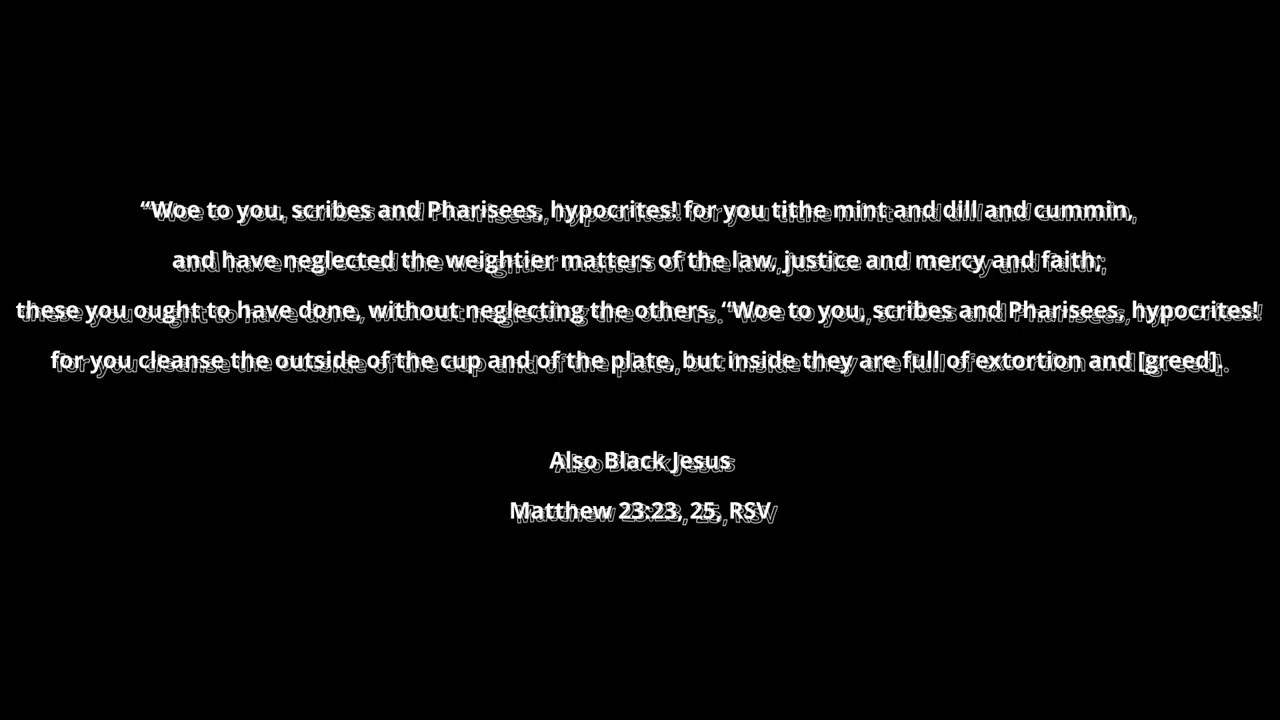 “Woe to you, scribes and Pharisees, hypocrites! for you tithe mint and dill and cummin,
and have neglected the weightier matters of the law, justice and mercy and faith;
these you ought to have done, without neglecting the others. “Woe to you, scribes and Pharisees, hypocrites!
for you cleanse the outside of the cup and of the plate, but inside they are full of extortion and [greed].
Also Black Jesus
Matthew 23:23, 25, RSV